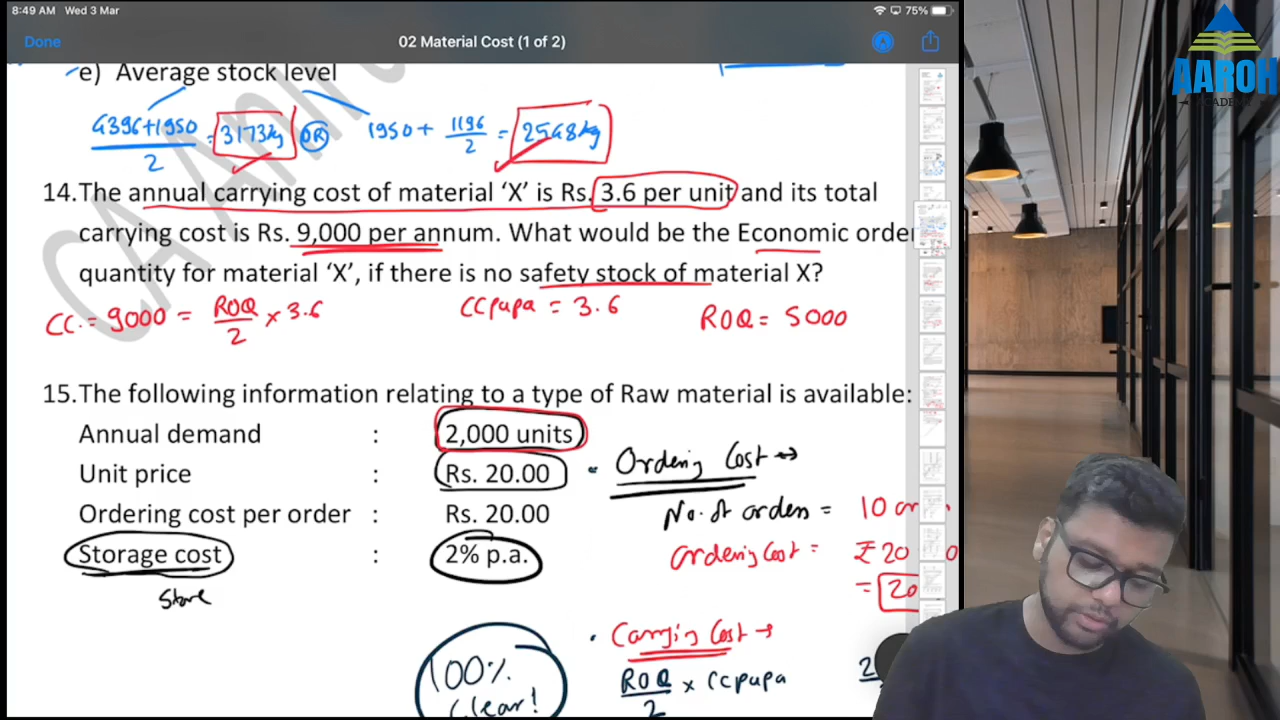 8:49 AM Wed 3 Mar
75%
Done
02 Material Cost (1 of 2)
AAROH
ACADEMY
e) Average stock level
4396+1950
2
= 3173kg OR 1950 + 1196
2
= 2548kg
14. The annual carrying cost of material ‘X’ is Rs. 3.6 per unit and its total
carrying cost is Rs. 9,000 per annum. What would be the Economic order
quantity for material ‘X’, if there is no safety stock of material X?
CC. = 9000 = ROQ
2
× 3.6
CCpupa = 3.6
ROQ = 5000
15. The following information relating to a type of Raw material is available:
Annual demand : 2,000 units
Unit price : Rs. 20.00
Ordering cost per order : Rs. 20.00
Storage cost : 2% p.a.
Store
Ordering Cost →
No. of orders = 10
Ordering Cost = ₹20
= 20
100%
Clear!
Carrying Cost →
ROQ
2
× CCpupa
2